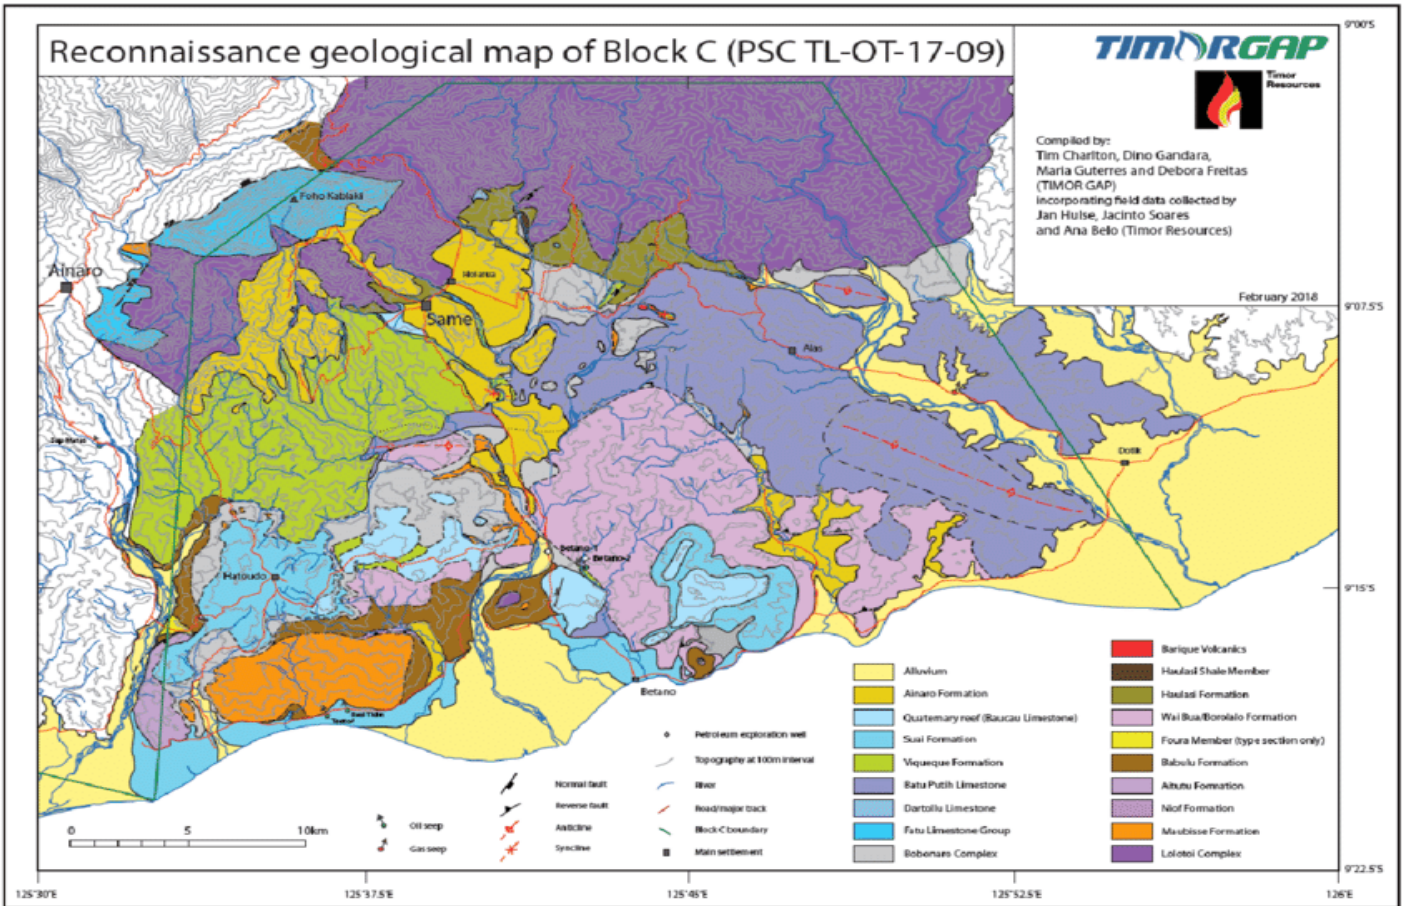 Reconnaissance geological map of Block C (PSC TL-OT-17-09)
TIMORGAP
Timor
Resources
Compiled by:
Tim Charlton, Dino Gandara,
Maria Guterres and Debora Freitas
(TIMOR GAP)
incorporating field data collected by
Jan Hulse, Jacinto Soares
and Ana Belo (Timor Resources)
February 2018
9°00'S
9°07.5'S
9°15'S
9°22.5'S
Foho Kablaki
Ainaro
Same
Alas
Dotik
Hatoudo
Betano-1
Betano-2
Betano
Alluvium
Ainaro Formation
Quaternary reef (Baucau Limestone)
Suai Formation
Viqueque Formation
Batu Putih Limestone
Dartollu Limestone
Fatu Limestone Group
Bobonaro Complex
Barique Volcanics
Haulasi Shale Member
Haulasi Formation
Wai Bua/Borolalo Formation
Foura Member (type section only)
Babulu Formation
Aitutu Formation
Niof Formation
Maubisse Formation
Lolotoi Complex
Petroleum exploration well
Topography at 100m interval
River
Road/major track
Block C boundary
Main settlement
Normal fault
Reverse fault
Anticline
Syncline
Oil seep
Gas seep
0 5 10km
125°30'E 125°37.5'E 125°45'E 125°52.5'E 126°E